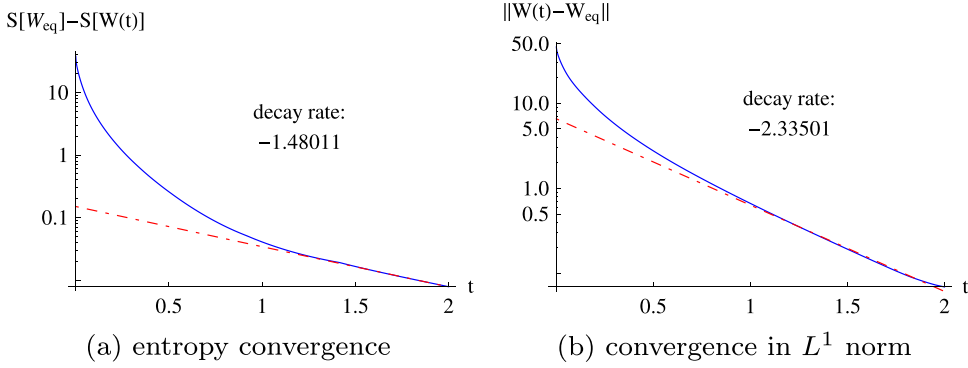 S[W_eq]−S[W(t)]
10
1
0.1
decay rate:
−1.48011
0.5
1
1.5
2
t
(a) entropy convergence
‖W(t)−W_eq‖
50.0
10.0
5.0
1.0
0.5
decay rate:
−2.33501
0.5
1
1.5
2
t
(b) convergence in L^1 norm